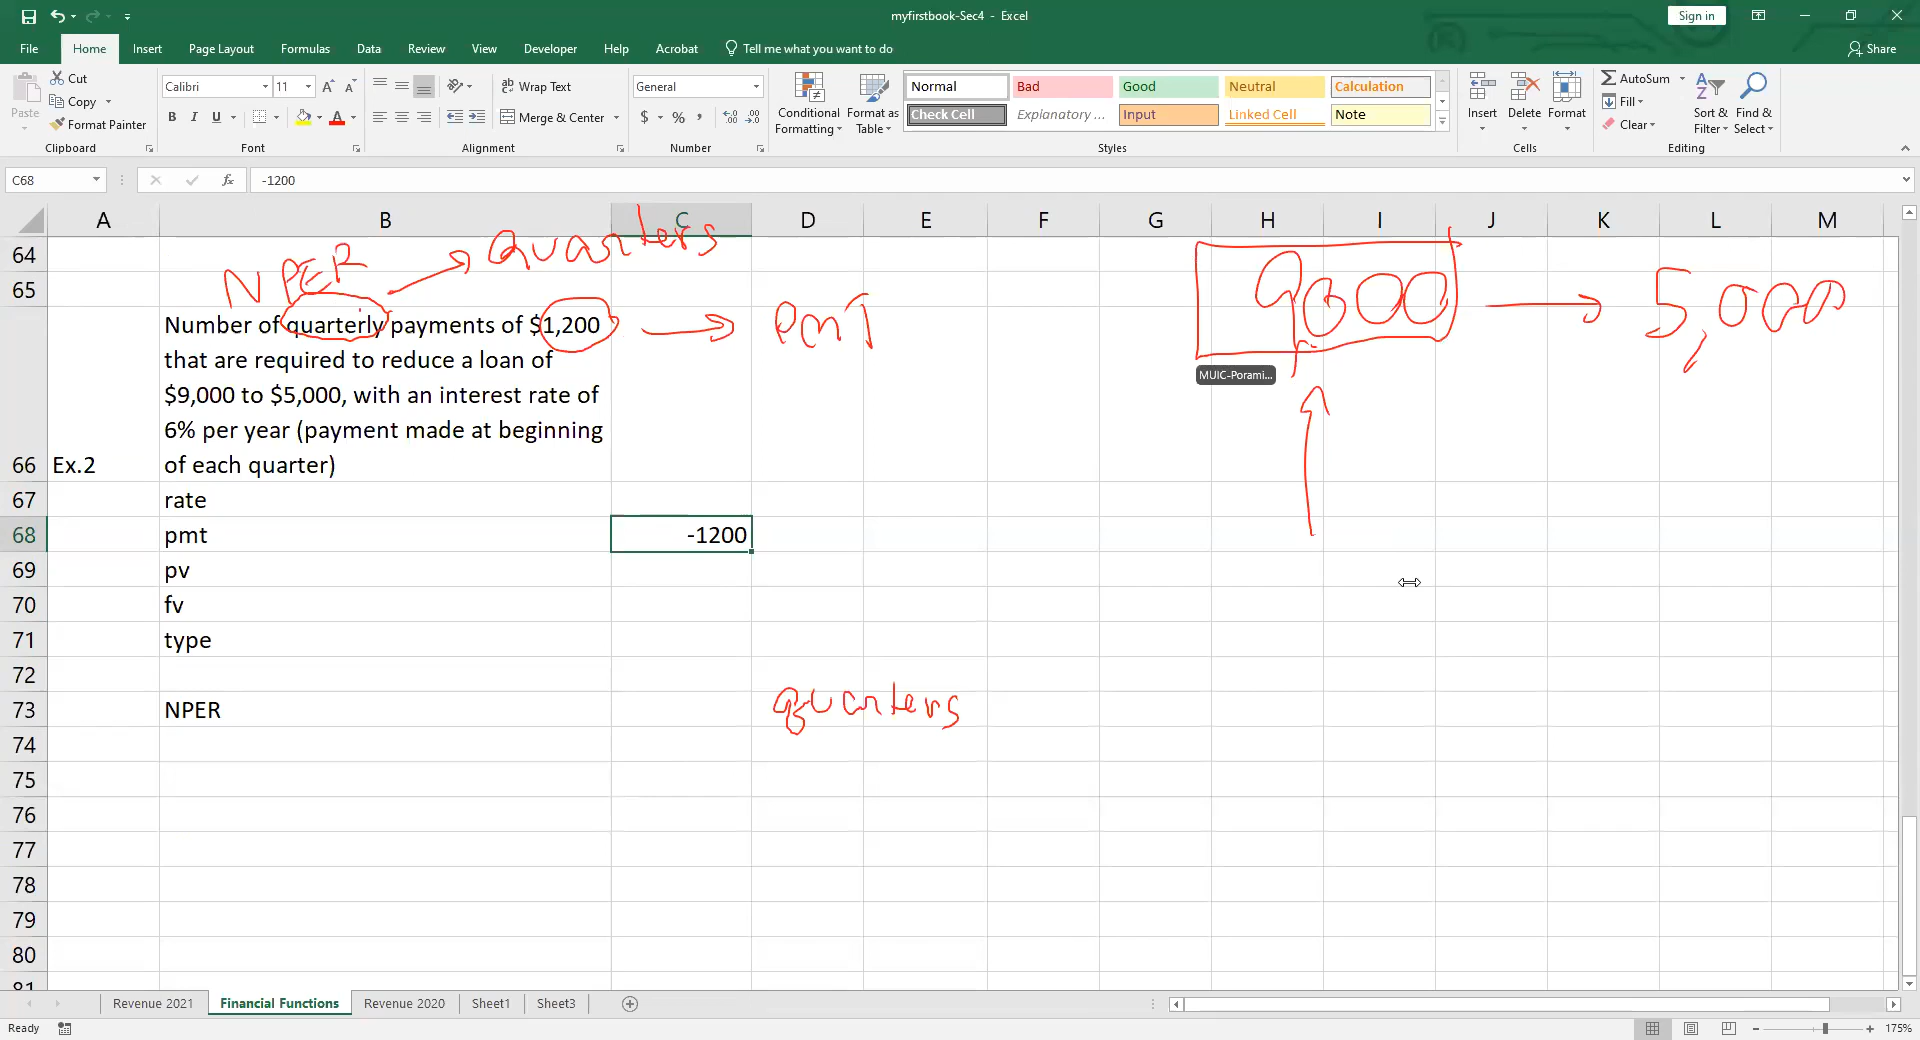 myfirstbook-Sec4 - Excel
Sign in
File Home Insert Page Layout Formulas Data Review View Developer Help Acrobat Tell me what you want to do Share
Paste
Cut
Copy
Format Painter
Clipboard
Calibri 11
B I U
Font
Wrap Text
Merge & Center
Alignment
General
$ % ,
Number
Conditional Formatting
Format as Table
Normal Bad Good Neutral Calculation
Check Cell Explanatory ... Input Linked Cell Note
Styles
Insert Delete Format
Cells
AutoSum
Fill
Clear
Sort & Filter
Find & Select
Editing
C68 fx -1200
A B C D E F G H I J K L M
64
65
NPER → Quarters
9000 → 5,000
PMT
MUIC-Porami...
66 Ex.2
Number of quarterly payments of $1,200
that are required to reduce a loan of
$9,000 to $5,000, with an interest rate of
6% per year (payment made at beginning
of each quarter)
67 rate
68 pmt -1200
69 pv
70 fv
71 type
72
73 NPER quarters
74
75
76
77
78
79
80
81
Revenue 2021 Financial Functions Revenue 2020 Sheet1 Sheet3
Ready
175%